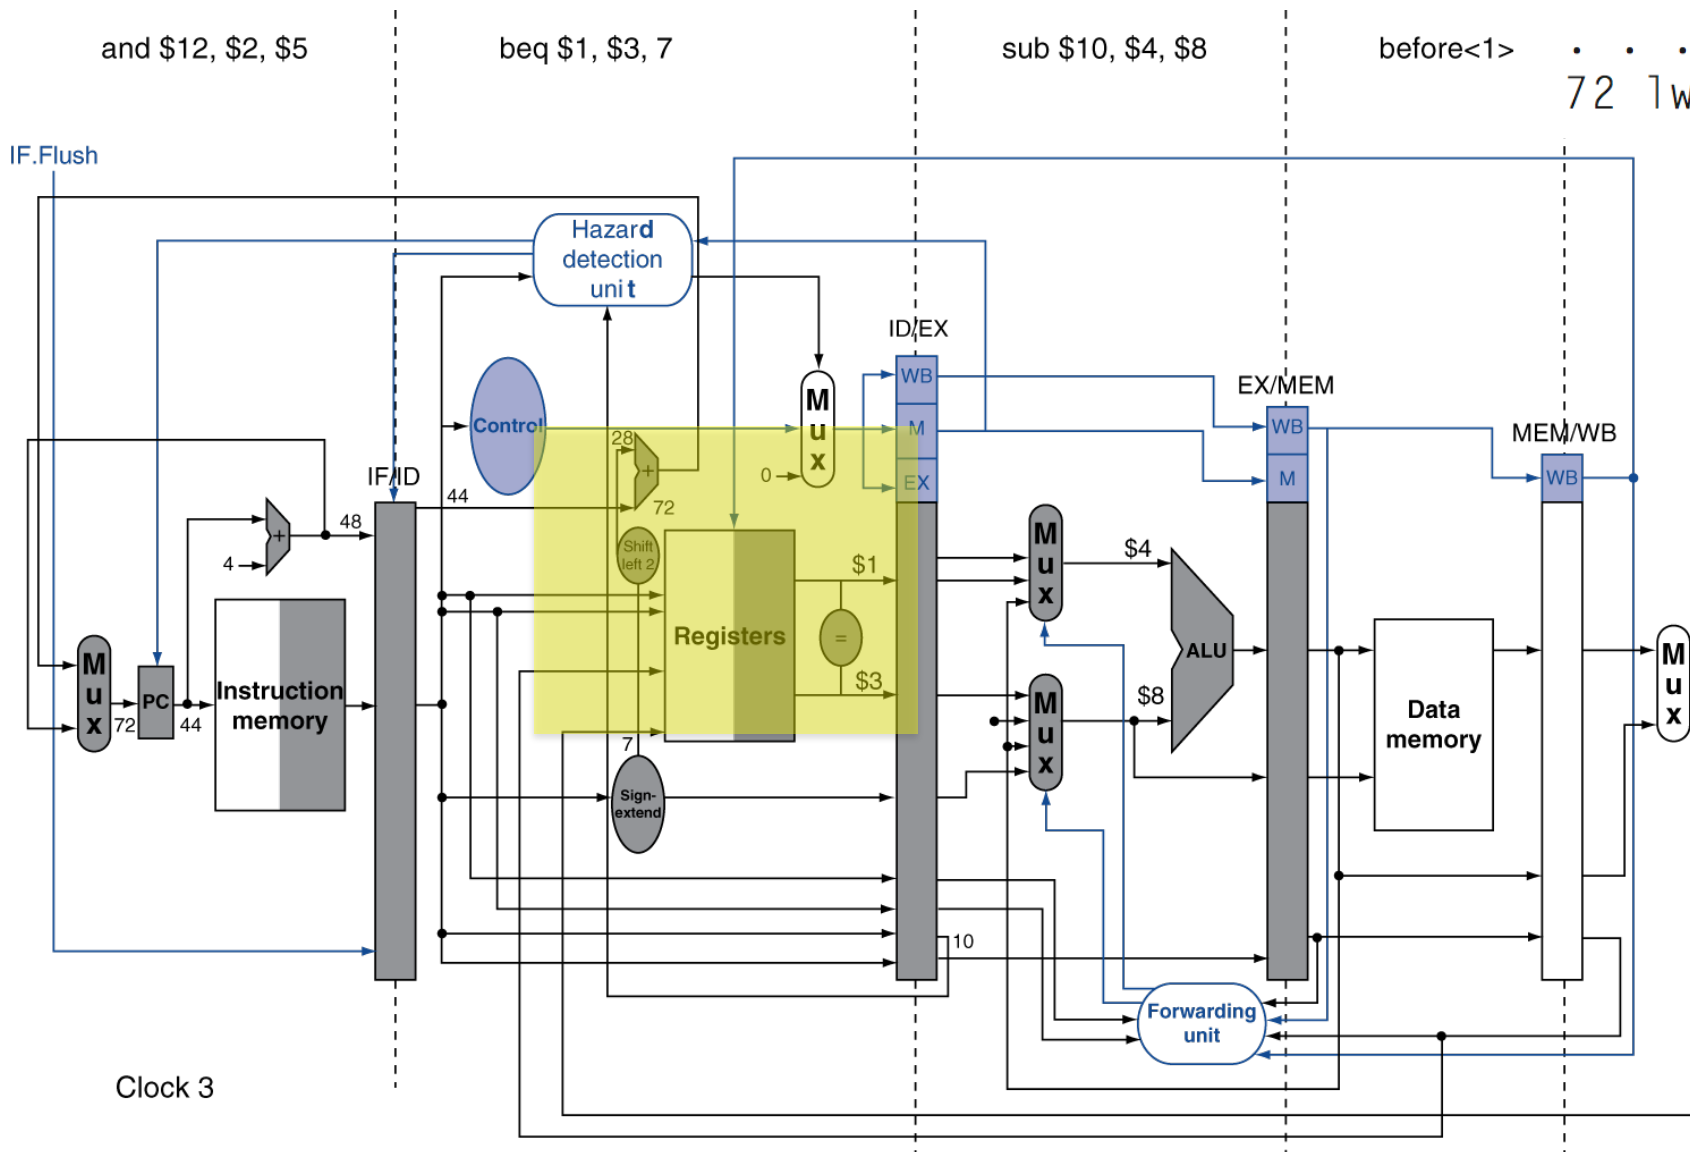 and $12, $2, $5
beq $1, $3, 7
sub $10, $4, $8
before<1>
. . .
72 lw
IF.Flush
Hazard
detection
unit
ID/EX
WB
M
EX
EX/MEM
WB
M
MEM/WB
WB
Control
M
u
x
0
28
+
72
IF/ID
44
48
+
4
Shift
left 2
Registers
$1
=
$3
M
u
x
$4
ALU
$8
M
u
x
M
u
x
72
PC
44
Instruction
memory
7
Sign-
extend
Data
memory
M
u
x
10
Forwarding
unit
Clock 3